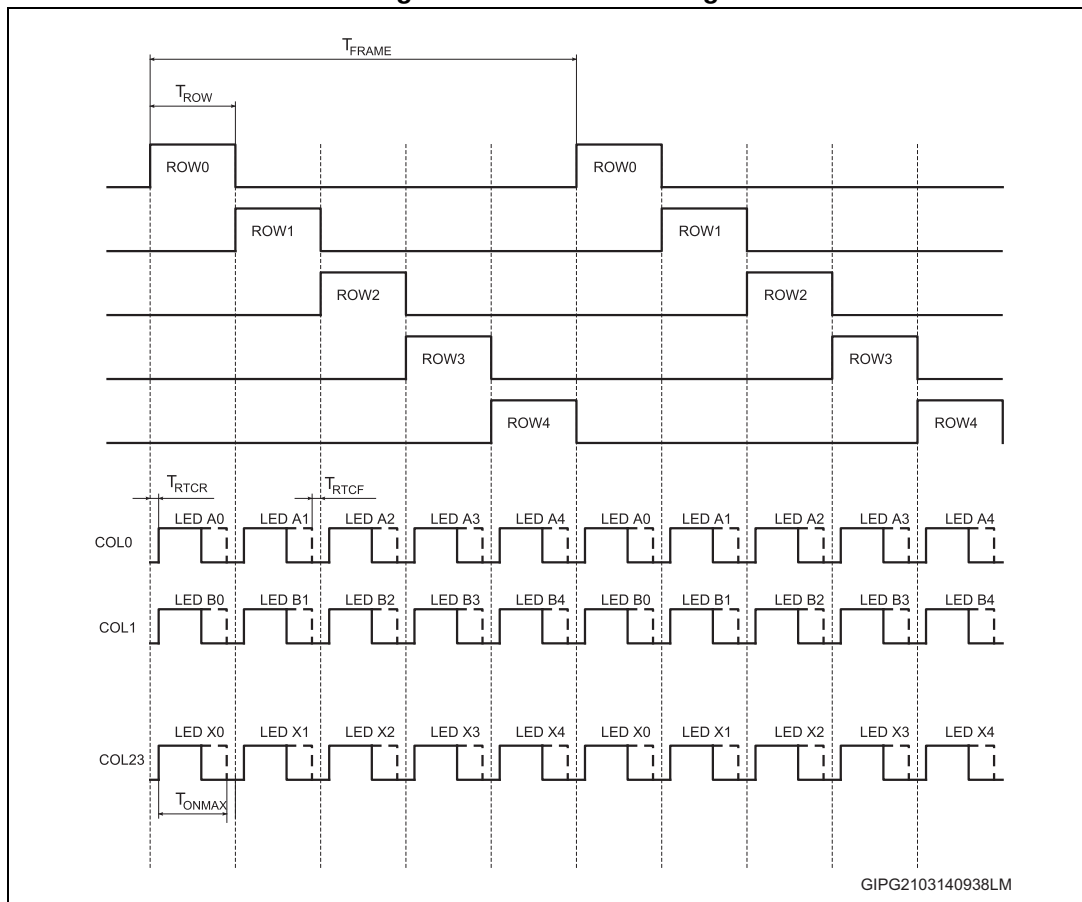 T_FRAME
T_ROW
ROW0 ROW0
ROW1 ROW1
ROW2 ROW2
ROW3 ROW3
ROW4 ROW4
T_RTCR T_RTCF
LED A0 LED A1 LED A2 LED A3 LED A4 LED A0 LED A1 LED A2 LED A3 LED A4
COL0
LED B0 LED B1 LED B2 LED B3 LED B4 LED B0 LED B1 LED B2 LED B3 LED B4
COL1
LED X0 LED X1 LED X2 LED X3 LED X4 LED X0 LED X1 LED X2 LED X3 LED X4
COL23
T_ONMAX
GIPG2103140938LM